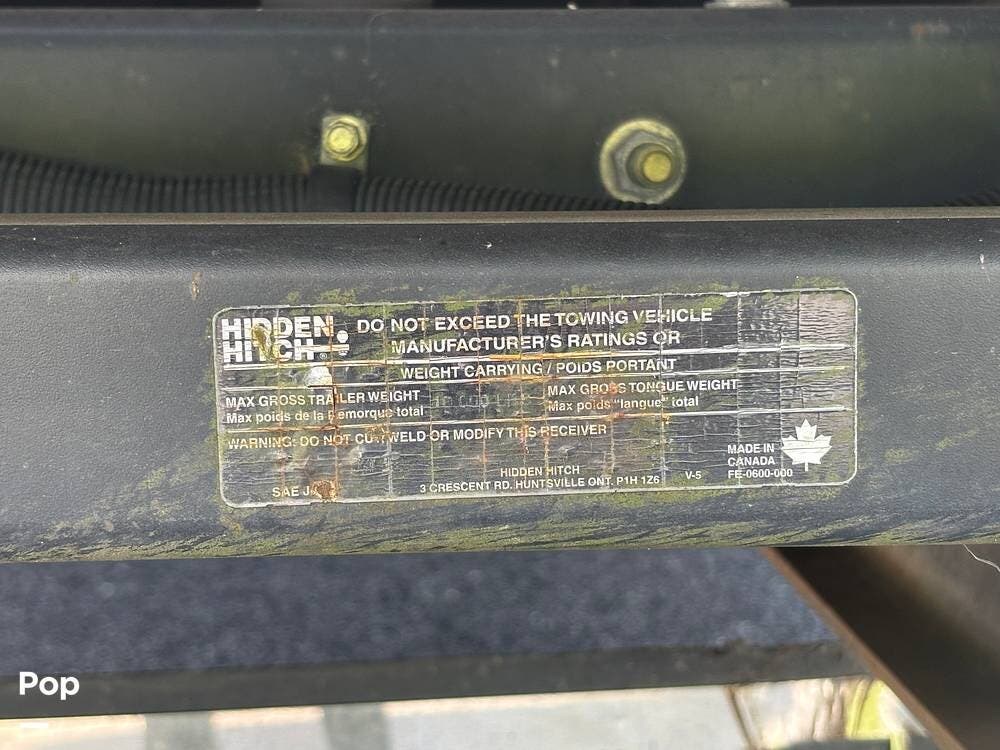 HIDDEN
HITCH®
DO NOT EXCEED THE TOWING VEHICLE
MANUFACTURER'S RATINGS OR
WEIGHT CARRYING / POIDS PORTANT
MAX GROSS TRAILER WEIGHT
Max poids de la remorque total
MAX GROSS TONGUE WEIGHT
Max poids "langue" total
WARNING: DO NOT CUT, WELD OR MODIFY THIS RECEIVER
MADE IN
CANADA
FE-0600-000
HIDDEN HITCH
3 CRESCENT RD. HUNTSVILLE ONT. P1H 1Z6
V-5
SAE J
Pop